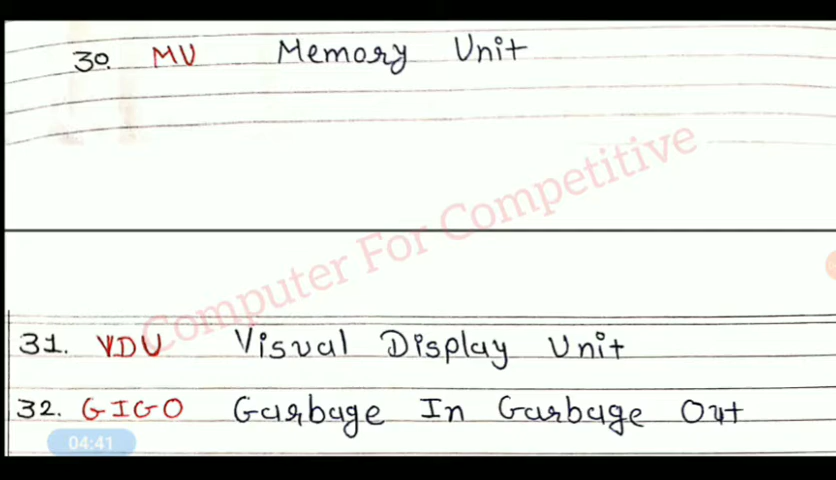 30. MU Memory Unit
Computer For Competitive
31. VDU Visual Display Unit
32. GIGO Garbage In Garbage Out
04:41